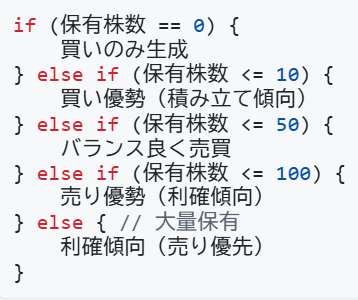 if (保有株数 == 0) {
    買いのみ生成
} else if (保有株数 <= 10) {
    買い優勢（積み立て傾向）
} else if (保有株数 <= 50) {
    バランス良く売買
} else if (保有株数 <= 100) {
    売り優勢（利確傾向）
} else { // 大量保有
    利確傾向（売り優先）
}